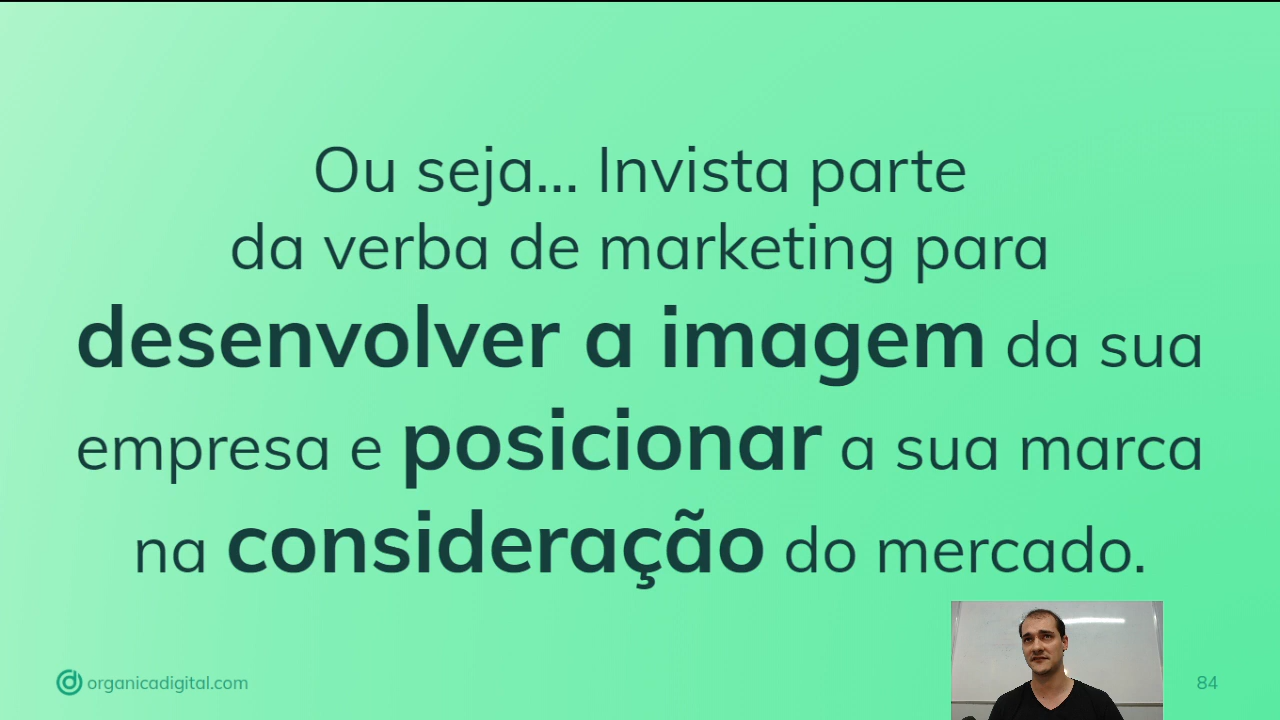 Ou seja... Invista parte
da verba de marketing para
desenvolver a imagem da sua
empresa e posicionar a sua marca
na consideração do mercado.
organicadigital.com
84